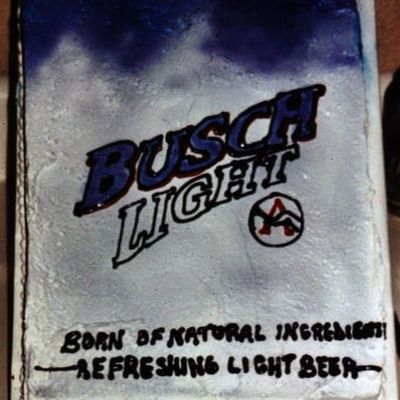 BUSCH
LIGHT
A
BORN OF NATURAL INGREDIENTS
REFRESHING LIGHT BEER